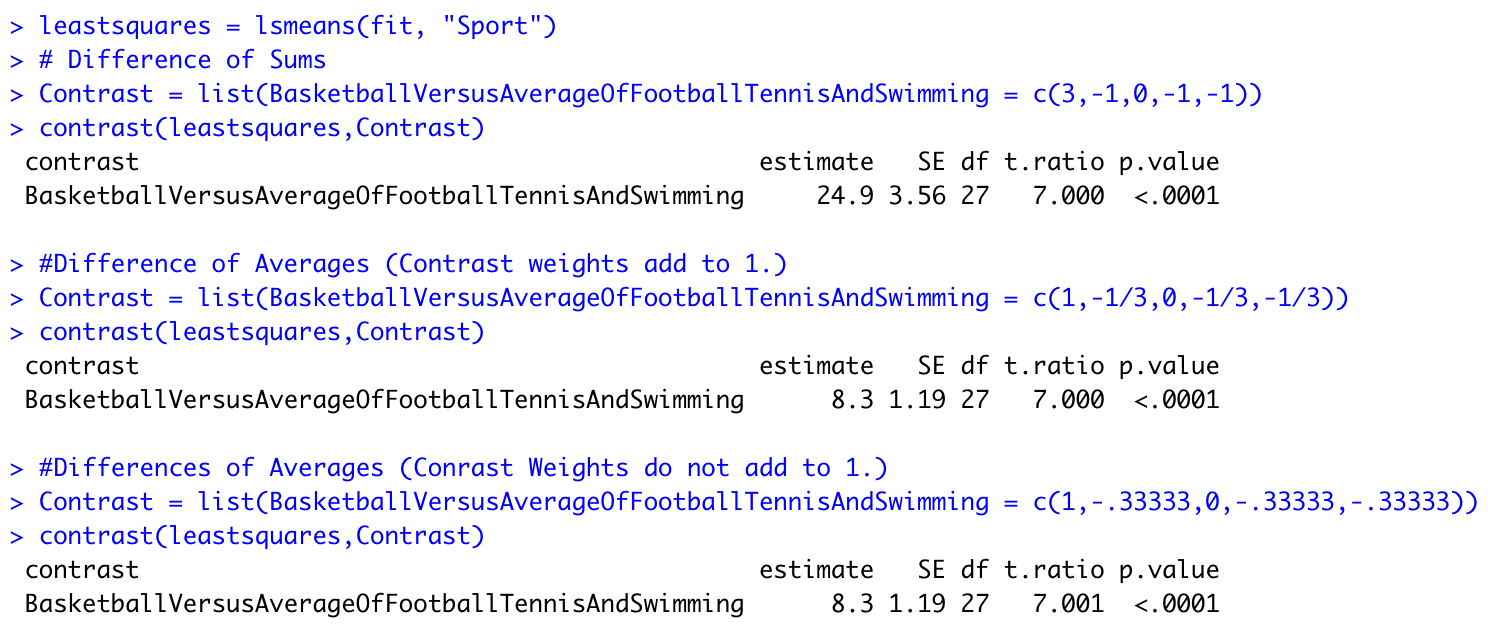 > leastsquares = lsmeans(fit, "Sport")
> # Difference of Sums
> Contrast = list(BasketballVersusAverageOfFootballTennisAndSwimming = c(3,-1,0,-1,-1))
> contrast(leastsquares,Contrast)
contrast estimate SE df t.ratio p.value
BasketballVersusAverageOfFootballTennisAndSwimming 24.9 3.56 27 7.000 <.0001
> #Difference of Averages (Contrast weights add to 1.)
> Contrast = list(BasketballVersusAverageOfFootballTennisAndSwimming = c(1,-1/3,0,-1/3,-1/3))
> contrast(leastsquares,Contrast)
contrast estimate SE df t.ratio p.value
BasketballVersusAverageOfFootballTennisAndSwimming 8.3 1.19 27 7.000 <.0001
> #Differences of Averages (Conrast Weights do not add to 1.)
> Contrast = list(BasketballVersusAverageOfFootballTennisAndSwimming = c(1,-.33333,0,-.33333,-.33333))
> contrast(leastsquares,Contrast)
contrast estimate SE df t.ratio p.value
BasketballVersusAverageOfFootballTennisAndSwimming 8.3 1.19 27 7.001 <.0001